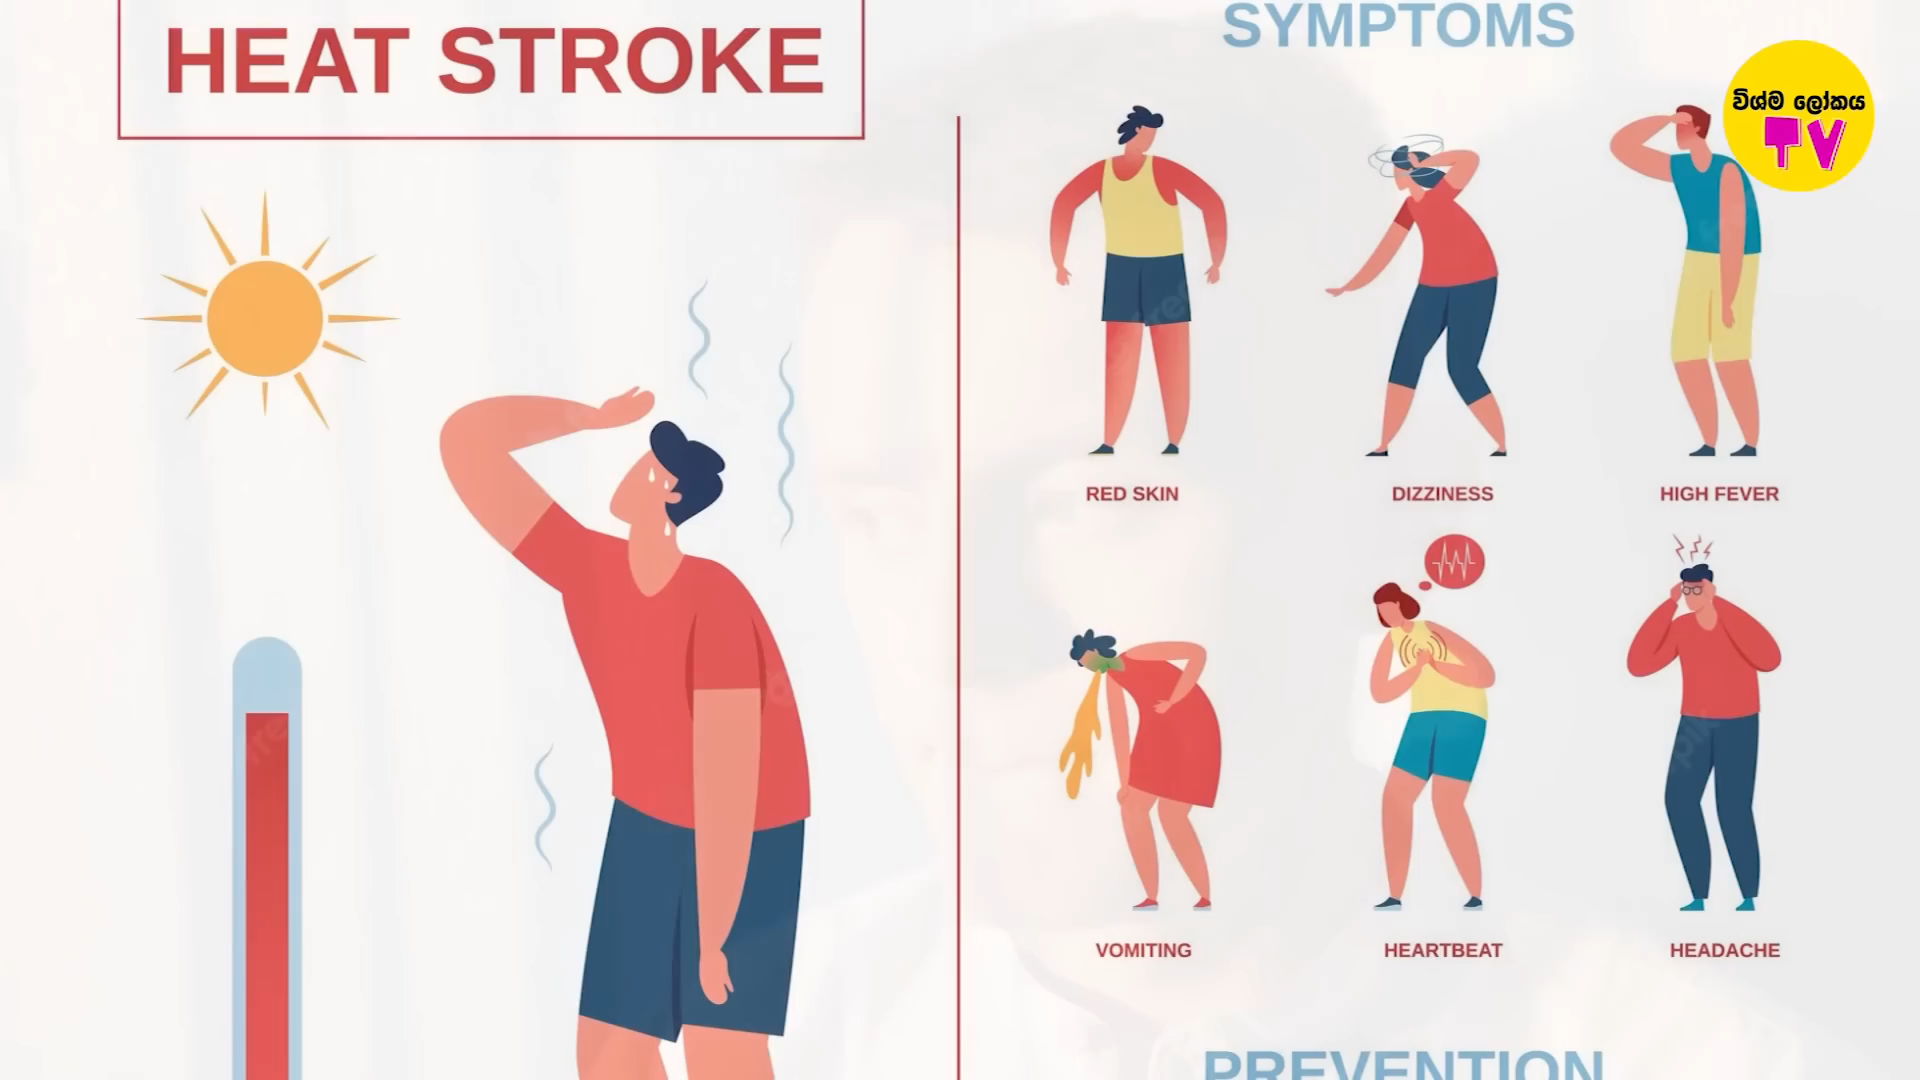 HEAT STROKE
SYMPTOMS
විශ්ම ලෝකය
TV
RED SKIN
DIZZINESS
HIGH FEVER
VOMITING
HEARTBEAT
HEADACHE
PREVENTION